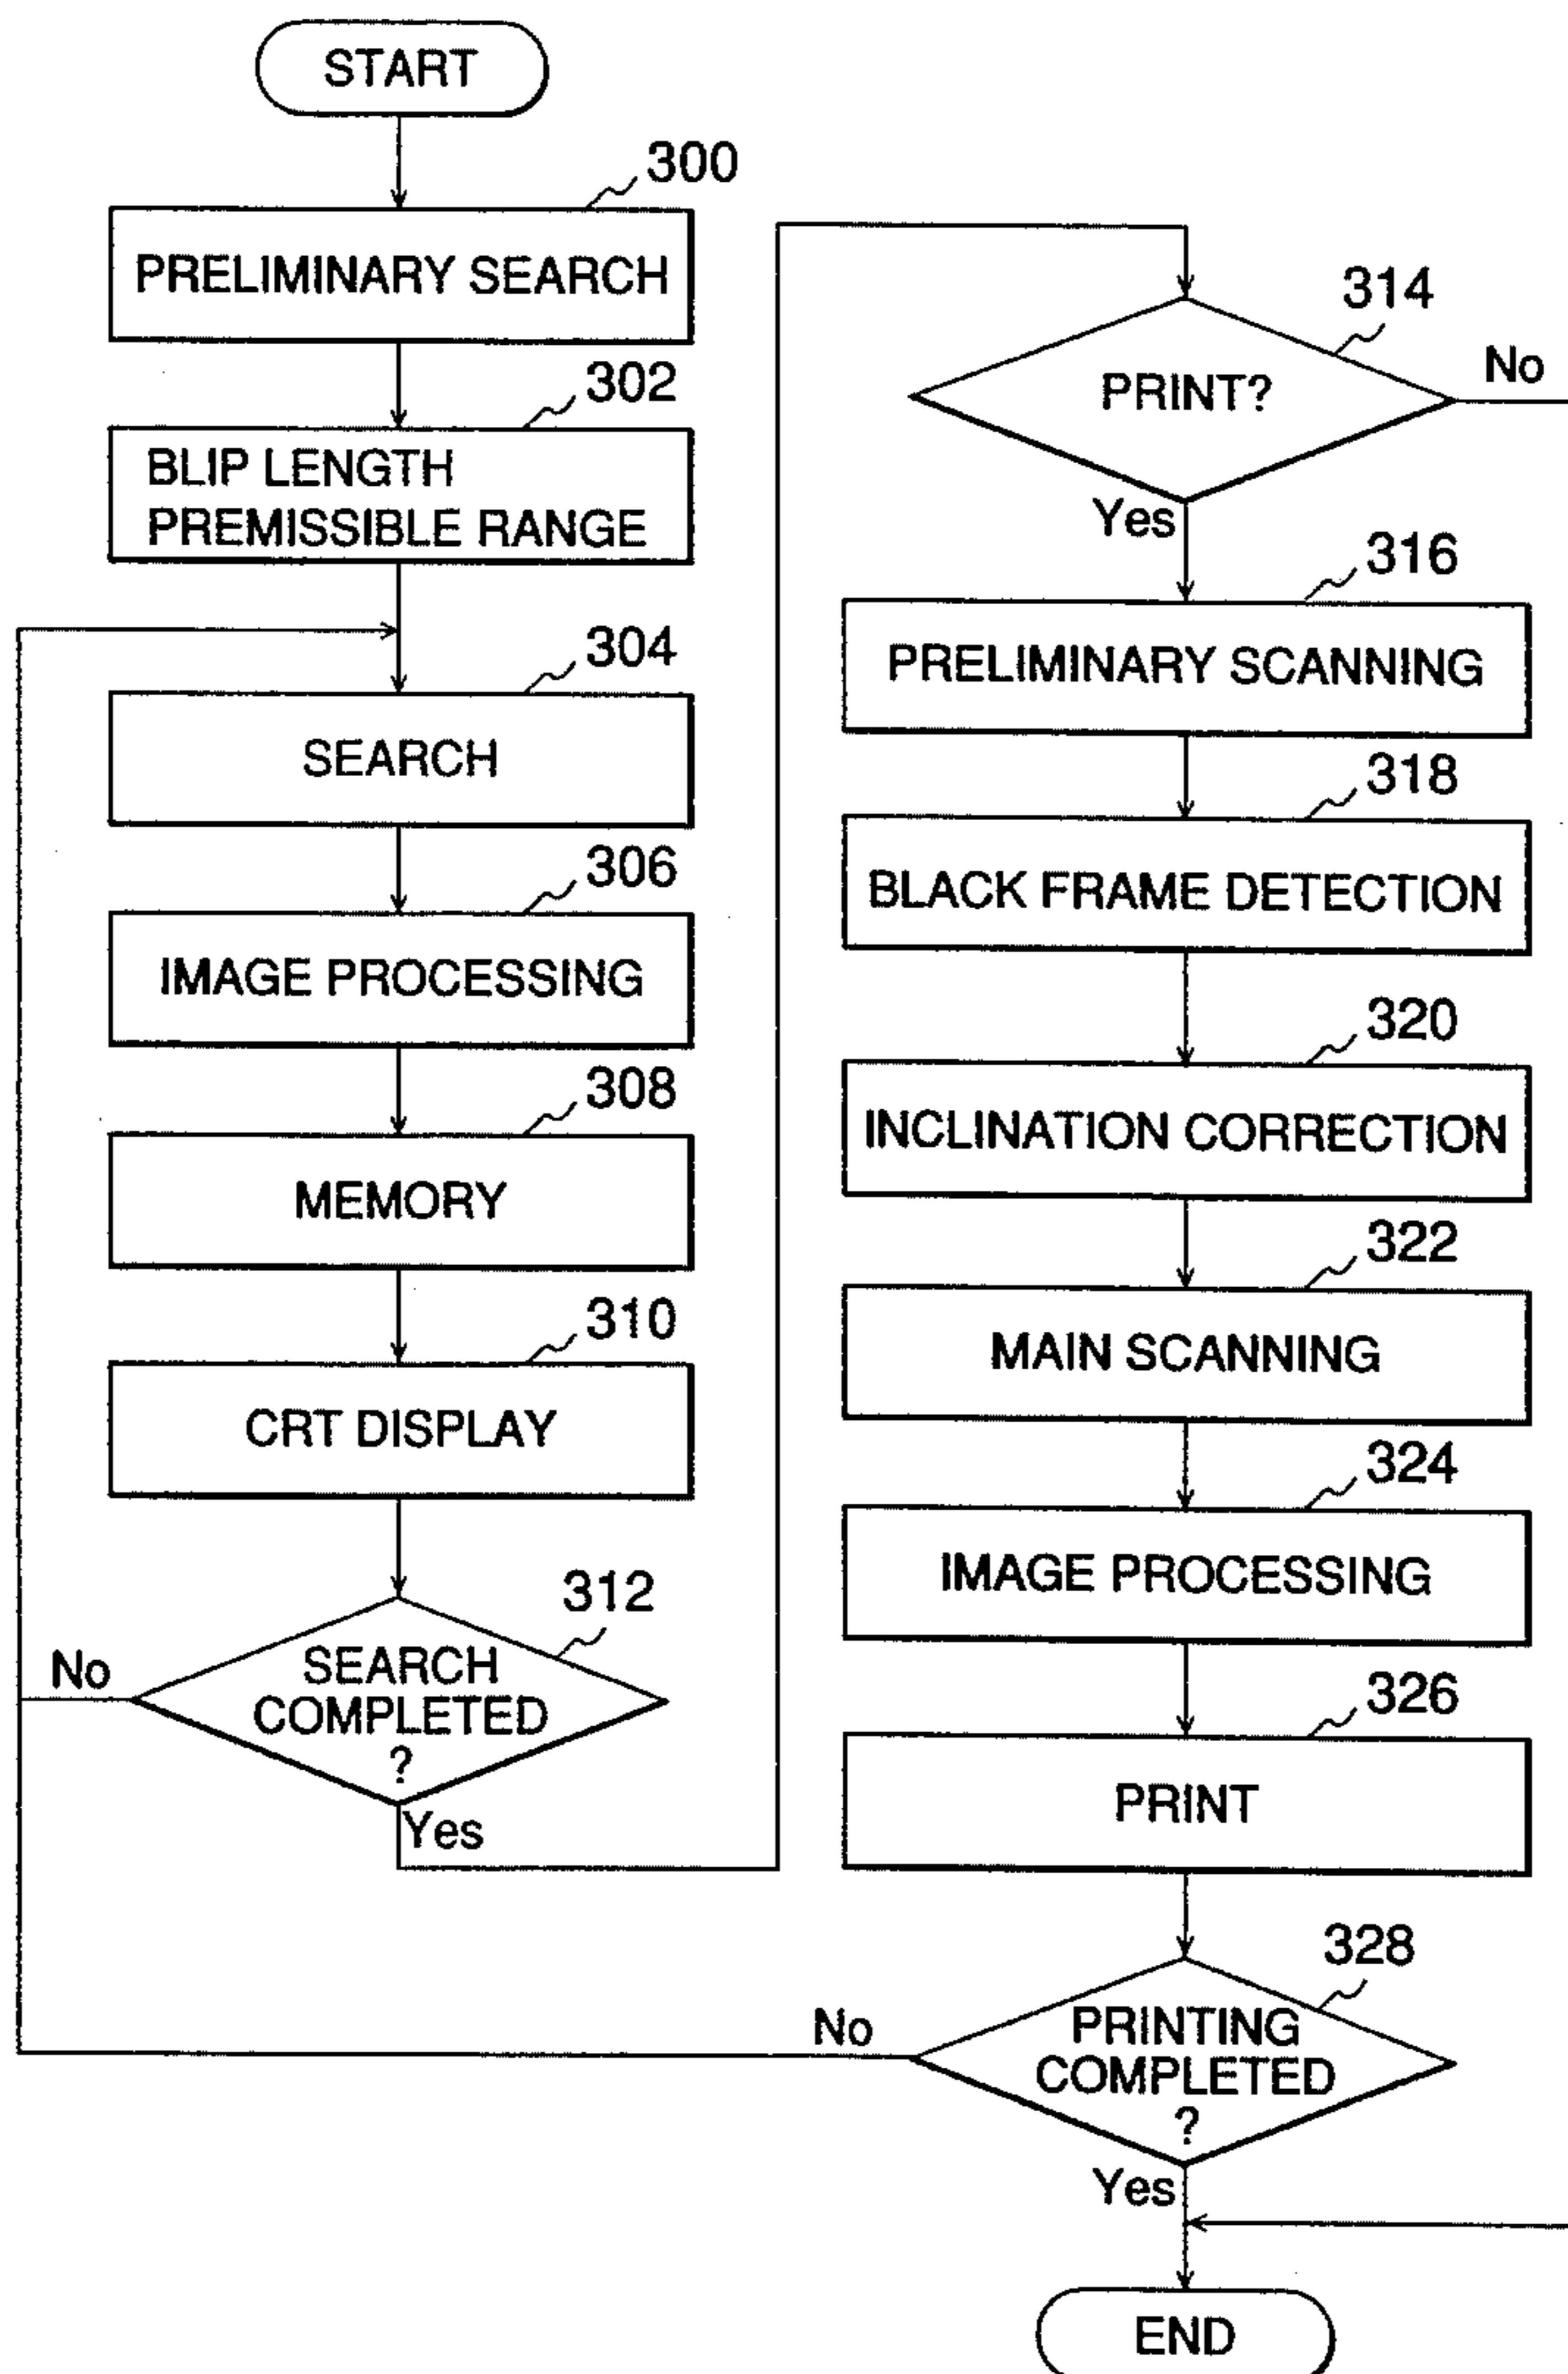 START
300
PRELIMINARY SEARCH
302
BLIP LENGTH
PREMISSIBLE RANGE
304
SEARCH
306
IMAGE PROCESSING
308
MEMORY
310
CRT DISPLAY
312
SEARCH
COMPLETED
?
No
Yes
314
PRINT?
No
Yes
316
PRELIMINARY SCANNING
318
BLACK FRAME DETECTION
320
INCLINATION CORRECTION
322
MAIN SCANNING
324
IMAGE PROCESSING
326
PRINT
328
PRINTING
COMPLETED
?
No
Yes
END